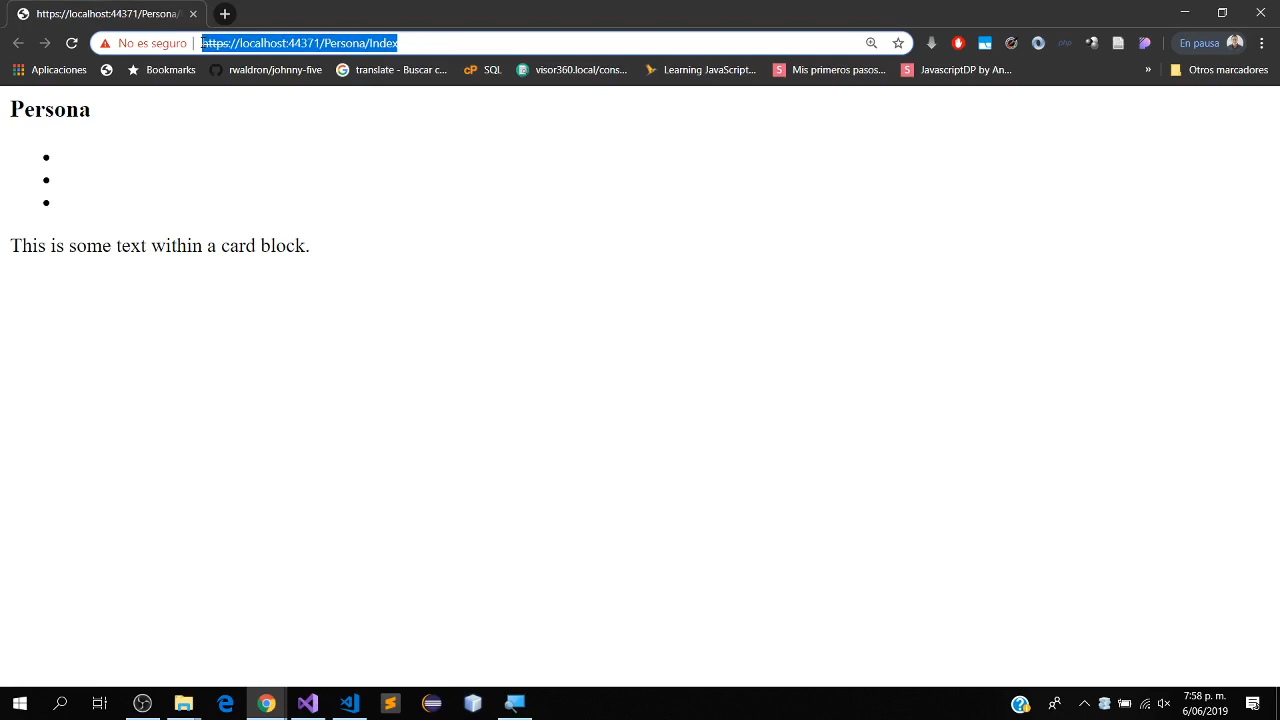 https://localhost:44371/Persona/
No es seguro | https://localhost:44371/Persona/Index
En pausa
Aplicaciones Bookmarks rwaldron/johnny-five translate - Buscar c... cP SQL visor360.local/cons... Learning JavaScript... S Mis primeros pasos... S JavascriptDP by An... » Otros marcadores
Persona
This is some text within a card block.
7:58 p. m.
6/06/2019